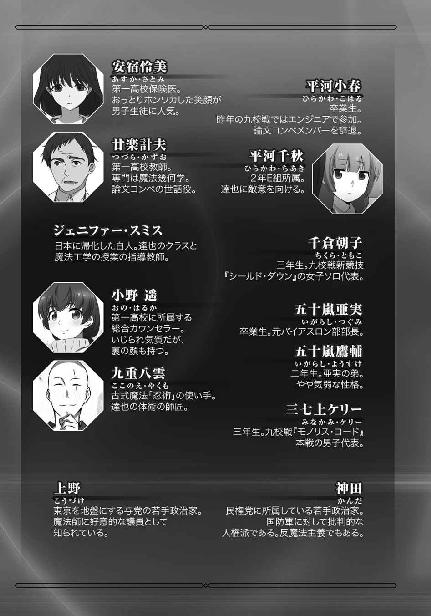 安宿怜美
あすか・さとみ
第一高校保険医。
おっとりホンワカした笑顔が
男子生徒に人気。
廿楽計夫
つづら・かずお
第一高校教師。
専門は魔法幾何学。
論文コンペの世話役。
ジェニファー・スミス
日本に帰化した白人。達也のクラスと
魔法工学の授業の指導教師。
小野 遥
おの・はるか
第一高校に所属する
総合カウンセラー。
いじられ気質だが、
裏の顔も持つ。
九重八雲
ここのえ・やくも
古式魔法『忍術』の使い手。
達也の体術の師匠。
上野
こうづけ
東京を地盤にする与党の若手政治家。
魔法師に好意的な議員として
知られている。
平河小春
ひらかわ・こはる
卒業生。
昨年の九校戦ではエンジニアで参加。
論文コンペメンバーを辞退。
平河千秋
ひらかわ・ちあき
2年E組所属。
達也に敵意を向ける。
千倉朝子
ちくら・ともこ
三年生。九校戦新競技
『シールド・ダウン』の女子ソロ代表。
五十嵐亜実
いがらし・つぐみ
卒業生。元バイアスロン部部長。
五十嵐鷹輔
いがらし・ようすけ
二年生。亜実の弟。
やや気弱な性格。
三七上ケリー
みなかみ・ケリー
三年生。九校戦『モノリス・コード』
本戦の男子代表。
神田
かんだ
民権党に所属している若手政治家。
国防軍に対して批判的な
人権派である。反魔法主義でもある。